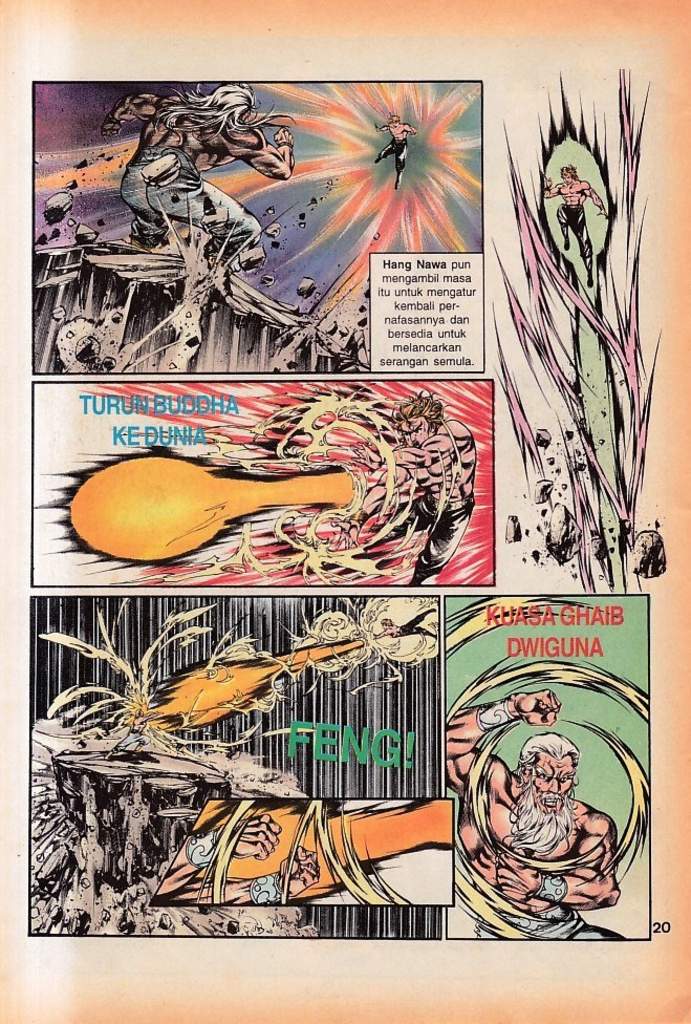 Hang Nawa pun
mengambil masa
itu untuk mengatur
kembali per-
nafasannya dan
bersedia untuk
melancarkan
serangan semula.
TURUN BUDDHA
KE DUNIA
FENG!
KUASA GHAIB
DWIGUNA
20